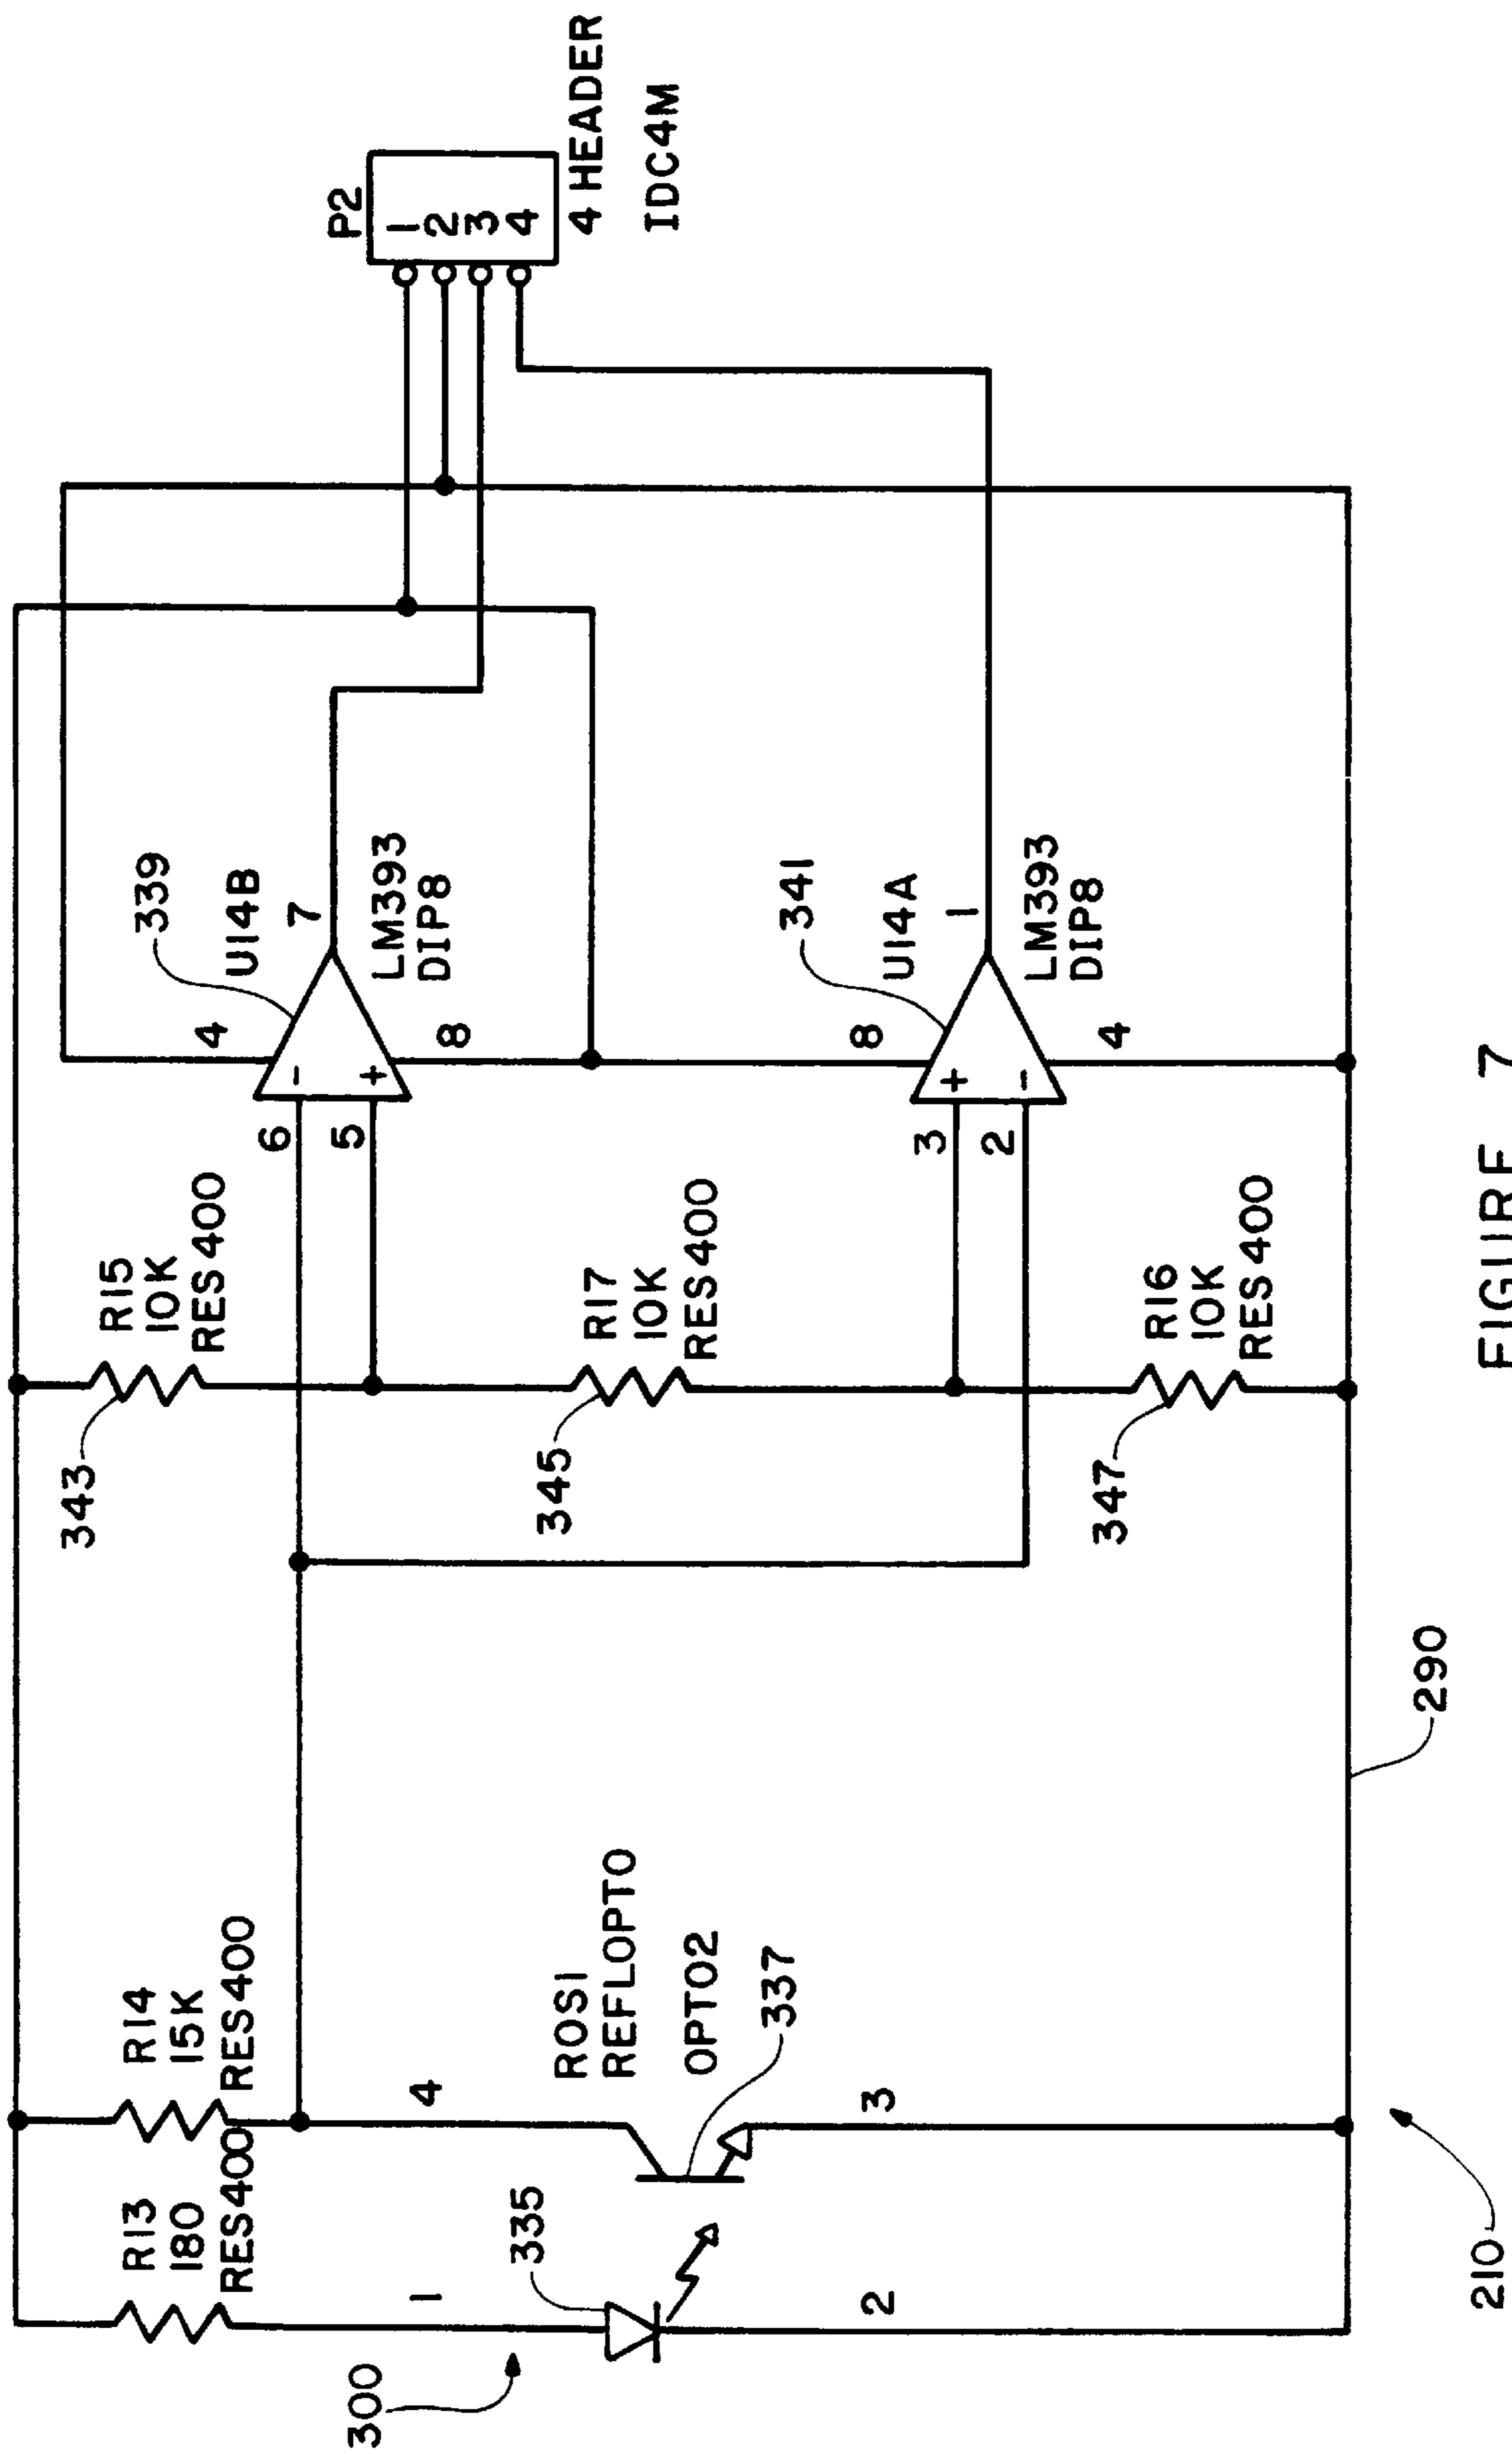 300
R13
180
RES400
1
335
2
R14
15K
RES400
4
ROS1
REFLOPTO
OPTO2
337
3
210
290
343
R15
10K
RES400
345
R17
10K
RES400
347
R16
10K
RES400
6
5
-
+
4
8
339
U14B
7
LM393
DIP8
3
2
+
-
8
4
341
U14A
1
LM393
DIP8
P2
1
2
3
4
4 HEADER
IDC4M
FIGURE 7